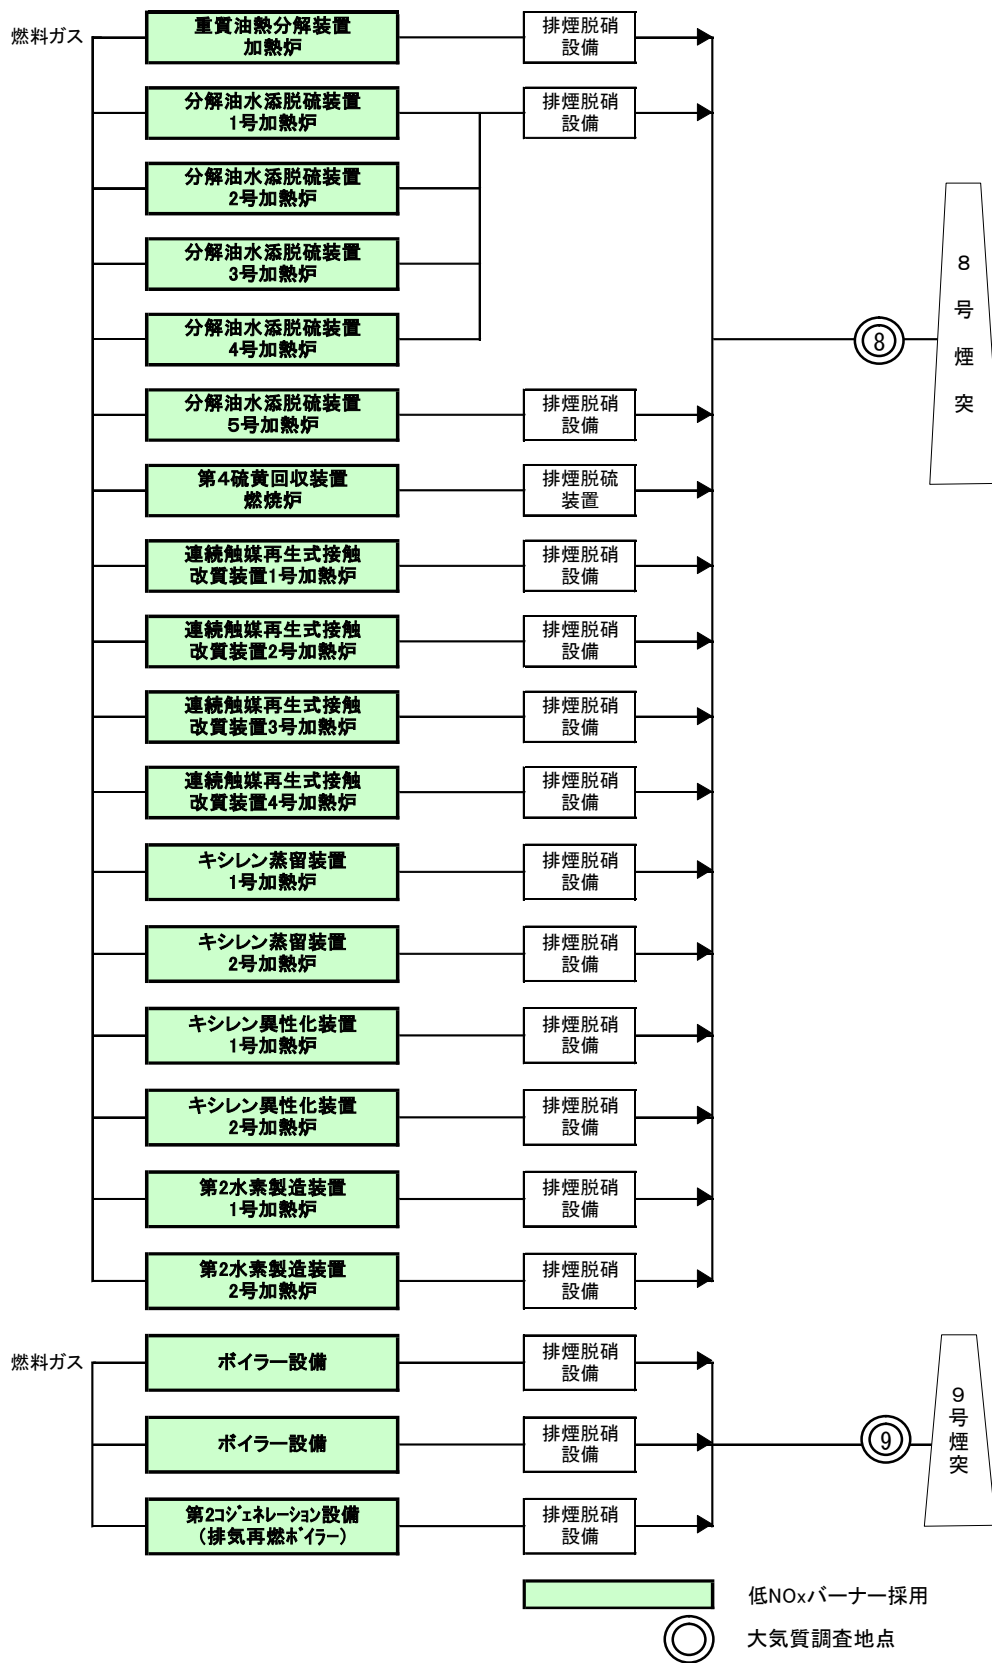 燃料ガス
重質油熱分解装置
加熱炉
排煙脱硝
設備
分解油水添脱硫装置
1号加熱炉
排煙脱硝
設備
分解油水添脱硫装置
2号加熱炉
分解油水添脱硫装置
3号加熱炉
分解油水添脱硫装置
4号加熱炉
分解油水添脱硫装置
5号加熱炉
排煙脱硝
設備
第4硫黄回収装置
燃焼炉
排煙脱硫
装置
連続触媒再生式接触
改質装置1号加熱炉
排煙脱硝
設備
連続触媒再生式接触
改質装置2号加熱炉
排煙脱硝
設備
連続触媒再生式接触
改質装置3号加熱炉
排煙脱硝
設備
連続触媒再生式接触
改質装置4号加熱炉
排煙脱硝
設備
キシレン蒸留装置
1号加熱炉
排煙脱硝
設備
キシレン蒸留装置
2号加熱炉
排煙脱硝
設備
キシレン異性化装置
1号加熱炉
排煙脱硝
設備
キシレン異性化装置
2号加熱炉
排煙脱硝
設備
第2水素製造装置
1号加熱炉
排煙脱硝
設備
第2水素製造装置
2号加熱炉
排煙脱硝
設備
8
8号煙突
燃料ガス
ボイラー設備
排煙脱硝
設備
ボイラー設備
排煙脱硝
設備
第2ｺｼﾞｪﾈﾚｰｼｮﾝ設備
(排気再燃ﾎﾞｲﾗｰ)
排煙脱硝
設備
9
9号煙突
低NOxバーナー採用
大気質調査地点